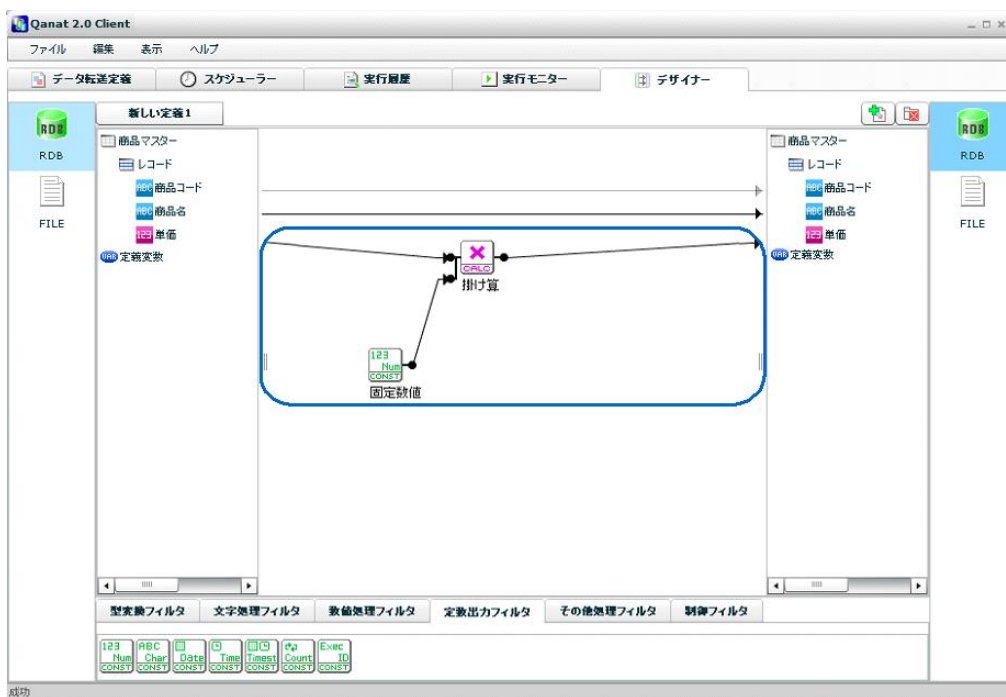 Qanat 2.0 Client
ファイル 編集 表示 ヘルプ
データ転送定義 スケジューラー 実行履歴 実行モニター デザイナー
新しい定義1
RDB
RDB
FILE
商品マスター
レコード
ABC 商品コード
ABC 商品名
123 単価
VAR 定義変数
CALC
掛け算
123
Num
CONST
固定数値
商品マスター
レコード
ABC 商品コード
ABC 商品名
123 単価
VAR 定義変数
RDB
RDB
FILE
型変換フィルタ 文字処理フィルタ 数値処理フィルタ 定数出力フィルタ その他処理フィルタ 制御フィルタ
123 Num CONST
ABC Char CONST
Date CONST
Time CONST
Timest CONST
Count CONST
Exec ID CONST
成功